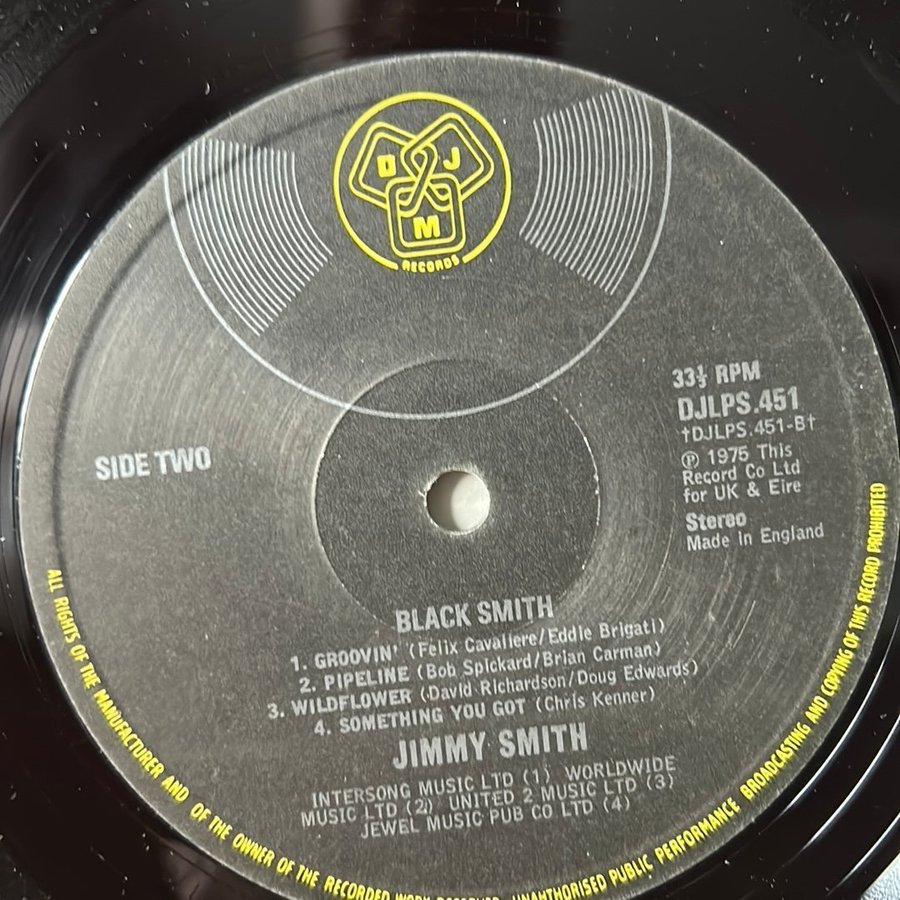 D J
M
RECORDS
33⅓ RPM
DJLPS.451
†DJLPS.451-B†
Ⓟ 1975 This
Record Co Ltd
for UK & Eire
Stereo
Made in England
SIDE TWO
BLACK SMITH
1. GROOVIN' (Felix Cavaliere/Eddie Brigati)
2. PIPELINE (Bob Spickard/Brian Carman)
3. WILDFLOWER (David Richardson/Doug Edwards)
4. SOMETHING YOU GOT (Chris Kenner)
JIMMY SMITH
INTERSONG MUSIC LTD (1) WORLDWIDE
MUSIC LTD (2) UNITED 2 MUSIC LTD (3)
JEWEL MUSIC PUB CO LTD (4)
ALL RIGHTS OF THE MANUFACTURER AND OF THE OWNER OF THE RECORDED WORK RESERVED. UNAUTHORISED PUBLIC PERFORMANCE BROADCASTING AND COPYING OF THIS RECORD PROHIBITED